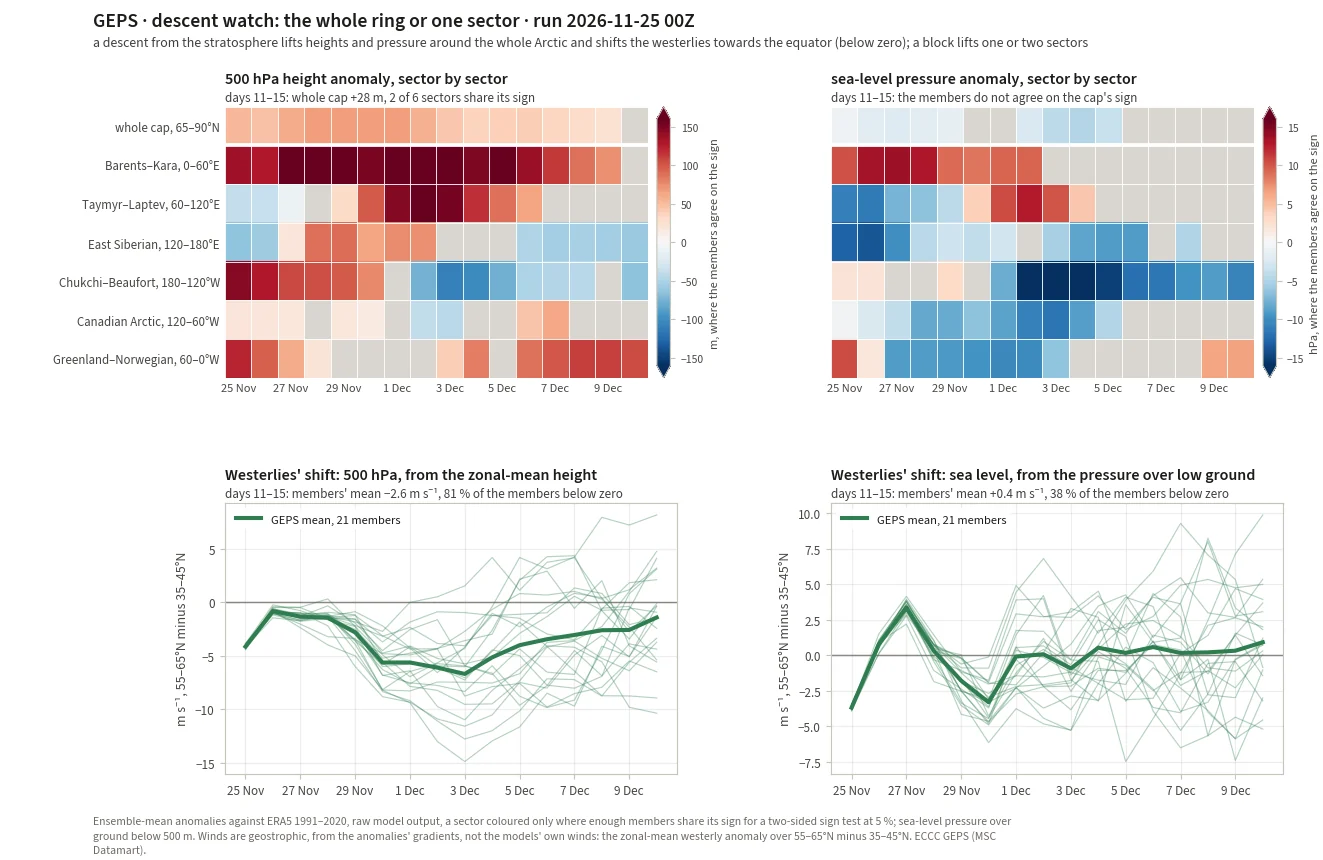 GEPS · descent watch: the whole ring or one sector · run 2026-11-25 00Z
a descent from the stratosphere lifts heights and pressure around the whole Arctic and shifts the westerlies towards the equator (below zero); a block lifts one or two sectors
500 hPa height anomaly, sector by sector
days 11–15: whole cap +28 m, 2 of 6 sectors share its sign
whole cap, 65–90°N
Barents–Kara, 0–60°E
Taymyr–Laptev, 60–120°E
East Siberian, 120–180°E
Chukchi–Beaufort, 180–120°W
Canadian Arctic, 120–60°W
Greenland–Norwegian, 60–0°W
25 Nov 27 Nov 29 Nov 1 Dec 3 Dec 5 Dec 7 Dec 9 Dec
150
100
50
0
−50
−100
−150
m, where the members agree on the sign
sea-level pressure anomaly, sector by sector
days 11–15: the members do not agree on the cap's sign
25 Nov 27 Nov 29 Nov 1 Dec 3 Dec 5 Dec 7 Dec 9 Dec
15
10
5
0
−5
−10
−15
hPa, where the members agree on the sign
Westerlies' shift: 500 hPa, from the zonal-mean height
days 11–15: members' mean −2.6 m s⁻¹, 81 % of the members below zero
GEPS mean, 21 members
m s⁻¹, 55–65°N minus 35–45°N
5
0
−5
−10
−15
25 Nov 27 Nov 29 Nov 1 Dec 3 Dec 5 Dec 7 Dec 9 Dec
Westerlies' shift: sea level, from the pressure over low ground
days 11–15: members' mean +0.4 m s⁻¹, 38 % of the members below zero
GEPS mean, 21 members
m s⁻¹, 55–65°N minus 35–45°N
10.0
7.5
5.0
2.5
0.0
−2.5
−5.0
−7.5
25 Nov 27 Nov 29 Nov 1 Dec 3 Dec 5 Dec 7 Dec 9 Dec
Ensemble-mean anomalies against ERA5 1991–2020, raw model output, a sector coloured only where enough members share its sign for a two-sided sign test at 5 %; sea-level pressure over
ground below 500 m. Winds are geostrophic, from the anomalies' gradients, not the models' own winds: the zonal-mean westerly anomaly over 55–65°N minus 35–45°N. ECCC GEPS (MSC
Datamart).